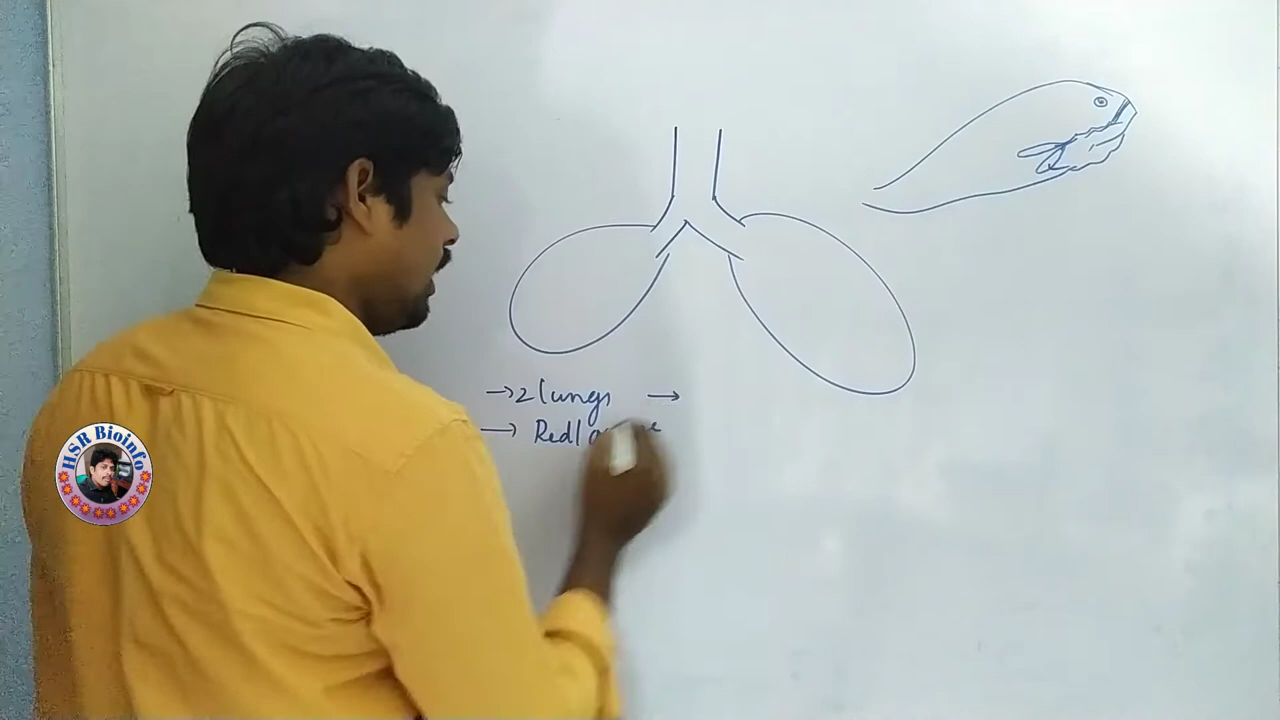 →2 lungs →
→ Red
HSR Bioinfo